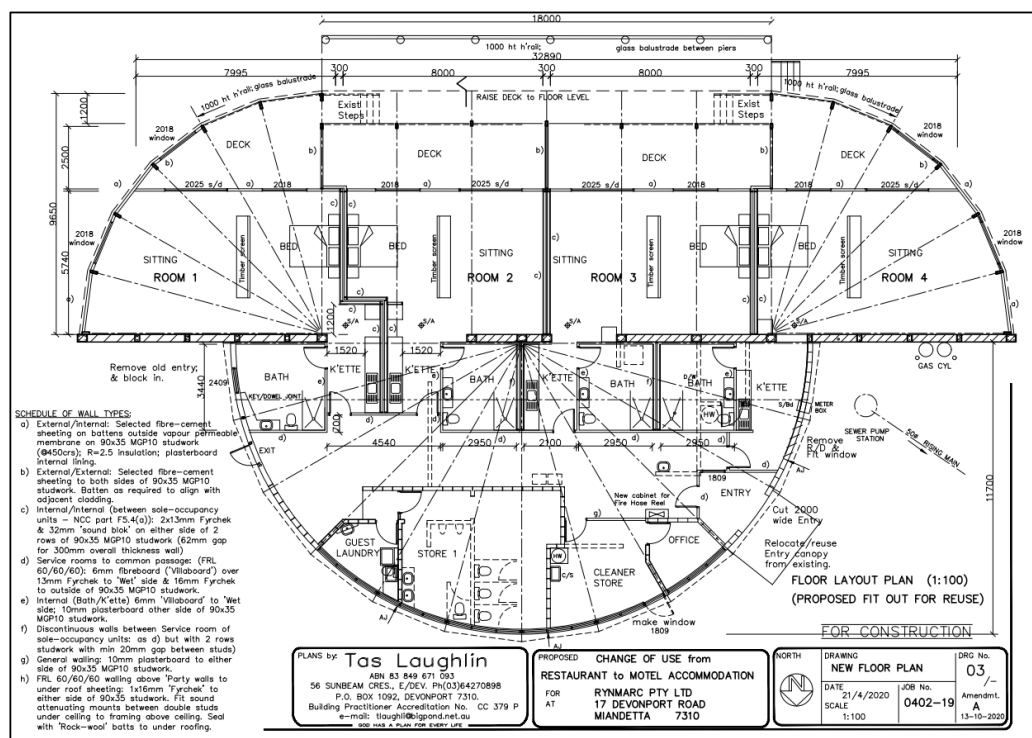 18000
1000 ht h'rail;
glass balustrade between piers
32890
7995
300
8000
300
8000
300
7995
1000 ht h'rail; glass balustrade
RAISE DECK to FLOOR LEVEL
1000 ht h'rail; glass balustrade
1200
Exist
Steps
Exist
Steps
2018
window
2018
window
DECK
DECK
DECK
DECK
b)
b)
b)
b)
b)
2500
9650
5740
a)
2025 s/d
2018
2018
a)
2025 s/d
2025 s/d
a)
2018
2018
2025 s/d
a)
2018
window
2018
window
c)
c)
c)
c)
c)
SITTING
ROOM 1
Timber screen
BED
BED
Timber screen
SITTING
ROOM 2
SITTING
ROOM 3
Timber screen
BED
BED
Timber screen
SITTING
ROOM 4
a)
a)
c)
c)
S/A
1200
S/A
S/A
S/A
Remove old entry;
& block in.
3440
2409
1520
1520
BATH
K'ETTE
K'ETTE
BATH
K'ETTE
BATH
D/W
BATH
K'ETTE
e)
e)
f)
e)
f)
e)
KEY/DOWEL JOINT
HW
S/Bd
METER
BOX
GAS CYL
SEWER PUMP
STATION
50ø RISING MAIN
11700
1200
d)
d)
d)
d)
EXIT
4540
2950
2100
2950
2950
Remove
R/D &
Fit window
AJ
1809
d)
d)
ENTRY
New cabinet for
Fire Hose Reel
g)
OFFICE
Cut 2000
wide Entry
GUEST
LAUNDRY
STORE 1
HW
C/S
CLEANER
STORE
Relocate/reuse
Entry canopy
from existing.
AJ
AJ
make window
1809
FLOOR LAYOUT PLAN (1:100)
(PROPOSED FIT OUT FOR REUSE)
FOR CONSTRUCTION
SCHEDULE OF WALL TYPES:
a) External/internal: Selected fibre-cement
sheeting on battens outside vapour permeable
membrane on 90x35 MGP10 studwork
(@450crs); R=2.5 insulation; plasterboard
internal lining.
b) External/External: Selected fibre-cement
sheeting to both sides of 90x35 MGP10
studwork. Batten as required to align with
adjacent cladding.
c) Internal/Internal (between sole-occupancy
units - NCC part F5.4(a)): 2x13mm Fyrchek
& 32mm 'sound blok' on either side of 2
rows of 90x35 MGP10 studwork (62mm gap
for 300mm overall thickness wall)
d) Service rooms to common passage: (FRL
60/60/60): 6mm fibreboard ('Villaboard') over
13mm Fyrchek to 'Wet' side & 16mm Fyrchek
to outside of 90x35 MGP10 studwork.
e) Internal (Bath/K'ette) 6mm 'Villaboard' to 'Wet
side; 10mm plasterboard other side of 90x35
MGP10 studwork.
f) Discontinuous walls between Service room of
sole-occupancy units: as d) but with 2 rows
studwork with min 20mm gap between studs)
g) General walling: 10mm plasterboard to either
side of 90x35 MGP10 studwork.
h) FRL 60/60/60 walling above 'Party walls to
under roof sheeting: 1x16mm 'Fyrchek' to
either side of 90x35 studwork. Fit sound
attenuating mounts between double studs
under ceiling to framing above ceiling. Seal
with 'Rock-wool' batts to under roofing.
PLANS by: Tas Laughlin
ABN 83 849 671 093
56 SUNBEAM CRES., E/DEV. Ph(03)64270898
P.O. BOX 1092, DEVONPORT 7310.
Building Practitioner Accreditation No. CC 379 P
e-mail: tlaughli@bigpond.net.au
GOD HAS A PLAN FOR EVERY LIFE
PROPOSED CHANGE OF USE from
RESTAURANT to MOTEL ACCOMMODATION
FOR RYNMARC PTY LTD
AT 17 DEVONPORT ROAD
MIANDETTA 7310
NORTH
DRAWING
NEW FLOOR PLAN
DATE
21/4/2020
SCALE
1:100
JOB No.
0402-19
DRG No.
03
/-
Amendmt.
A
13-10-2020